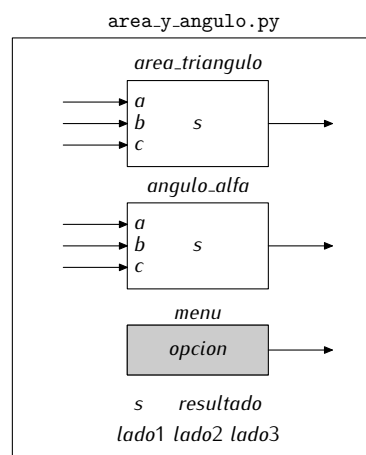 area_y_angulo.py
area_triangulo
a
b s
c
angulo_alfa
a
b s
c
menu
opcion
s resultado
lado1 lado2 lado3